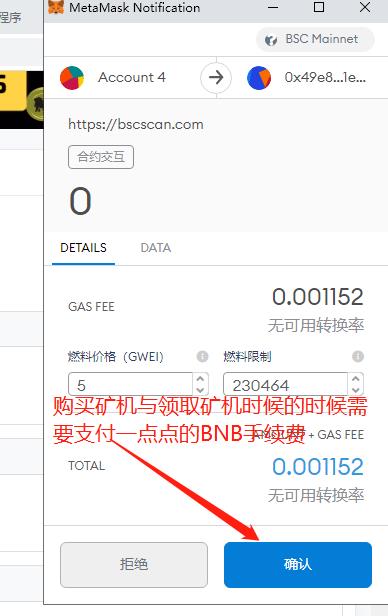 程序
MetaMask Notification
BSC Mainnet
Account 4
0x49e8...1e...
https://bscscan.com
合约交互
0
DETAILS
DATA
GAS FEE
0.001152
无可用转换率
燃料价格（GWEI）
燃料限制
5
230464
购买矿机与领取矿机时候的时候需
要支付一点点的BNB手续费
AMOUNT + GAS FEE
TOTAL
0.001152
无可用转换率
拒绝
确认